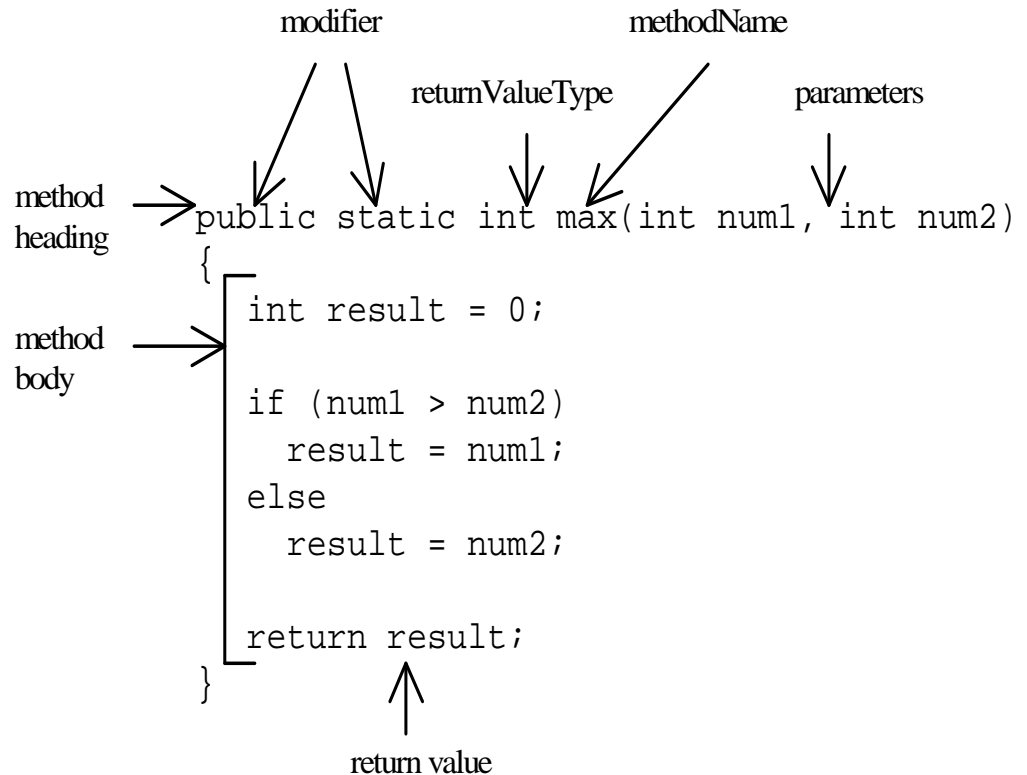 modifier methodName
returnValueType parameters
method
heading
public static int max(int num1, int num2)
{
int result = 0;
method
body
if (num1 > num2)
result = num1;
else
result = num2;
return result;
}
return value